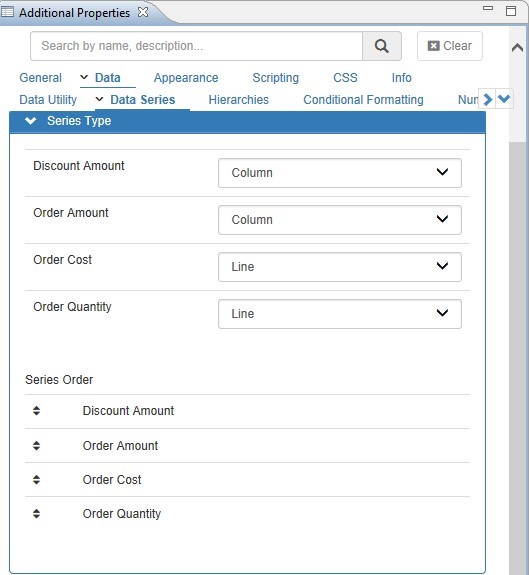 Additional Properties
Search by name, description...
Clear
General Data Appearance Scripting CSS Info
Data Utility Data Series Hierarchies Conditional Formatting Nun
Series Type
Discount Amount Column
Order Amount Column
Order Cost Line
Order Quantity Line
Series Order
Discount Amount
Order Amount
Order Cost
Order Quantity